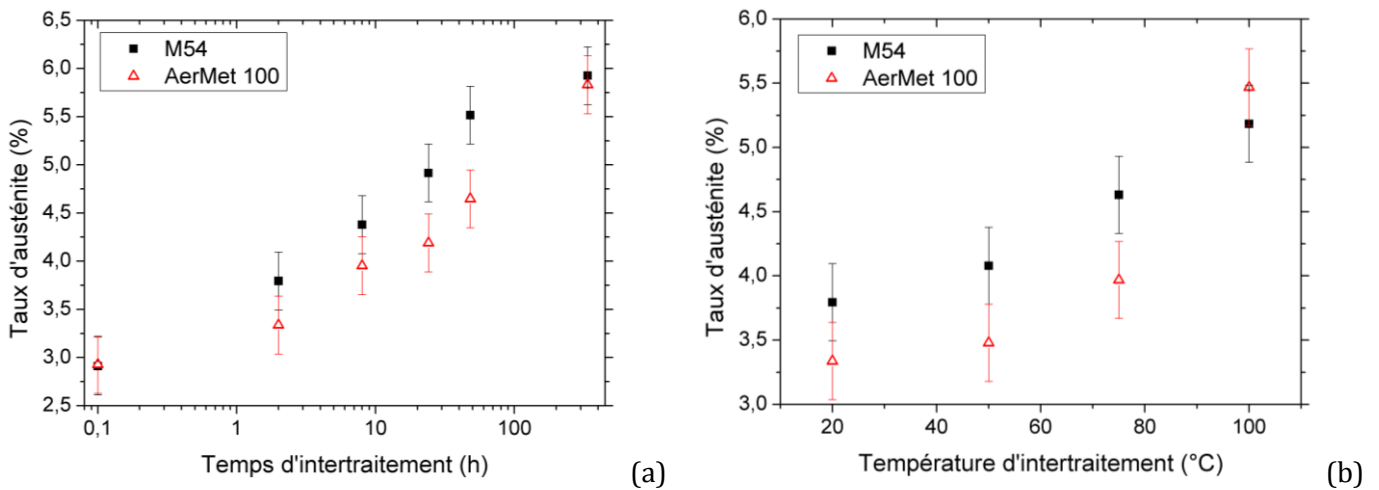 6,5
6,0
5,5
5,0
4,5
4,0
3,5
3,0
2,5
Taux d'austénite (%)
M54
AerMet 100
0,1 1 10 100
Temps d'intertraitement (h)
(a)
6,0
5,5
5,0
4,5
4,0
3,5
3,0
Taux d'austénite (%)
M54
AerMet 100
20 40 60 80 100
Température d'intertraitement (°C)
(b)